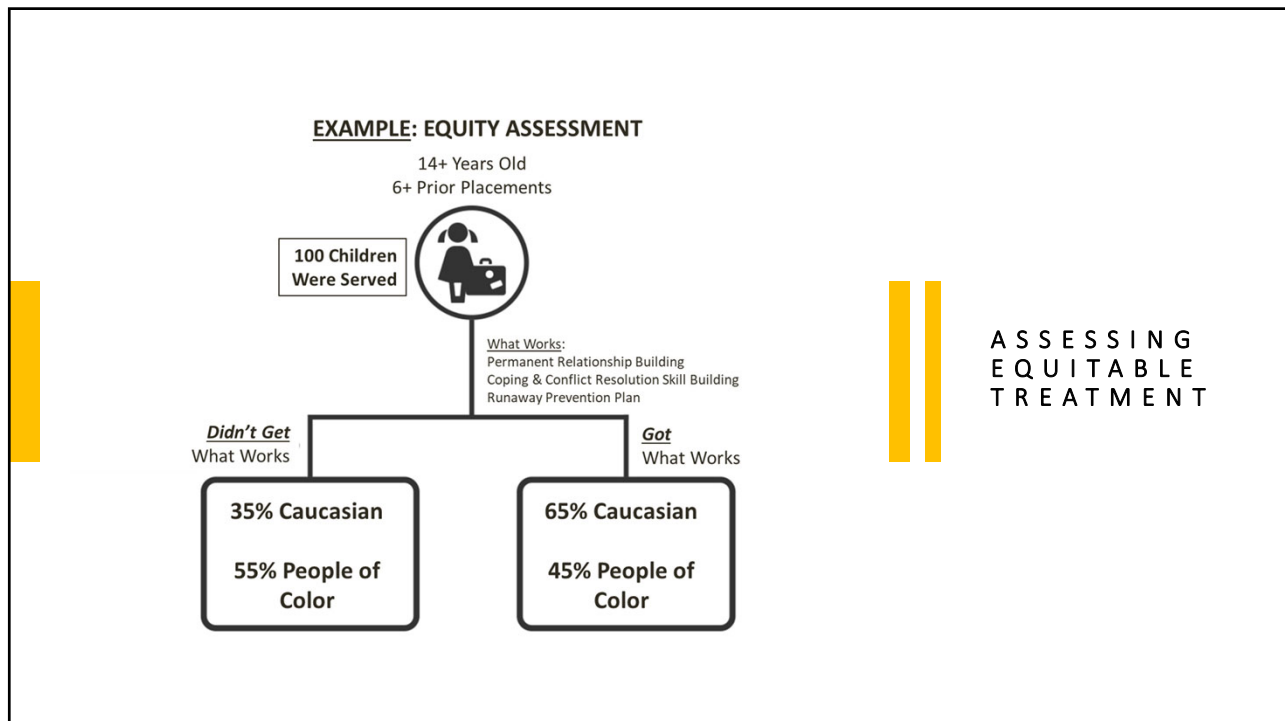 EXAMPLE: EQUITY ASSESSMENT
14+ Years Old
6+ Prior Placements
100 Children
Were Served
What Works:
Permanent Relationship Building
Coping & Conflict Resolution Skill Building
Runaway Prevention Plan
Didn't Get
What Works
Got
What Works
35% Caucasian
55% People of
Color
65% Caucasian
45% People of
Color
ASSESSING
EQUITABLE
TREATMENT